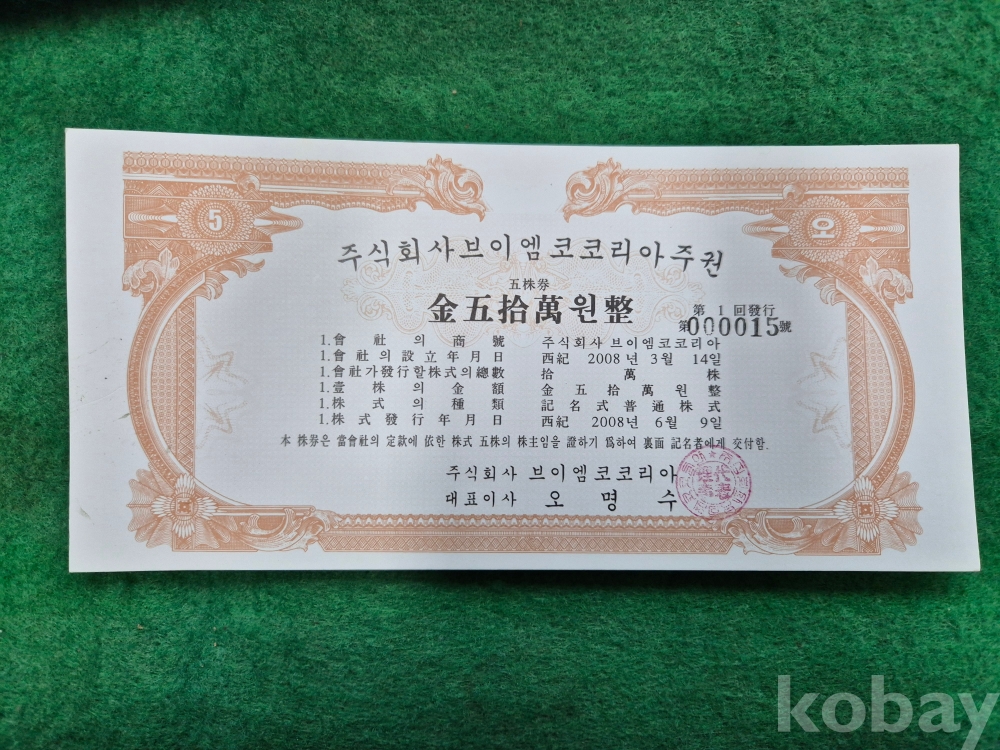 5
오
주식회사브이엠코코리아주권
五株券
金五拾萬원整
第 1 回發行
第000015號
1.會社의商號 주식회사 브이엠코코리아
1.會社의設立年月日 西紀 2008年 3월 14일
1.會社가發行할株式의總數 拾萬株
1.壹株의金額 金五拾萬원整
1.株式의種類 記名式普通株式
1.株式發行年月日 西紀 2008年 6월 9일
本 株券은 當會社의 定款에 依한 株式 五株의 株主임을 證하기 爲하여 裏面 記名者에게 交付함.
주식회사 브이엠코코리아
대표이사 오명수
kobay